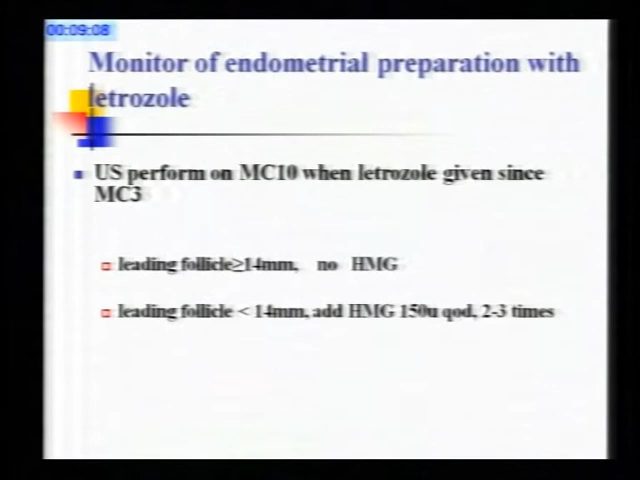 00:09:08
Monitor of endometrial preparation with
letrozole
US perform on MC10 when letrozole given since
MC3
leading follicle≥14mm, no HMG
leading follicle < 14mm, add HMG 150u qod, 2-3 times